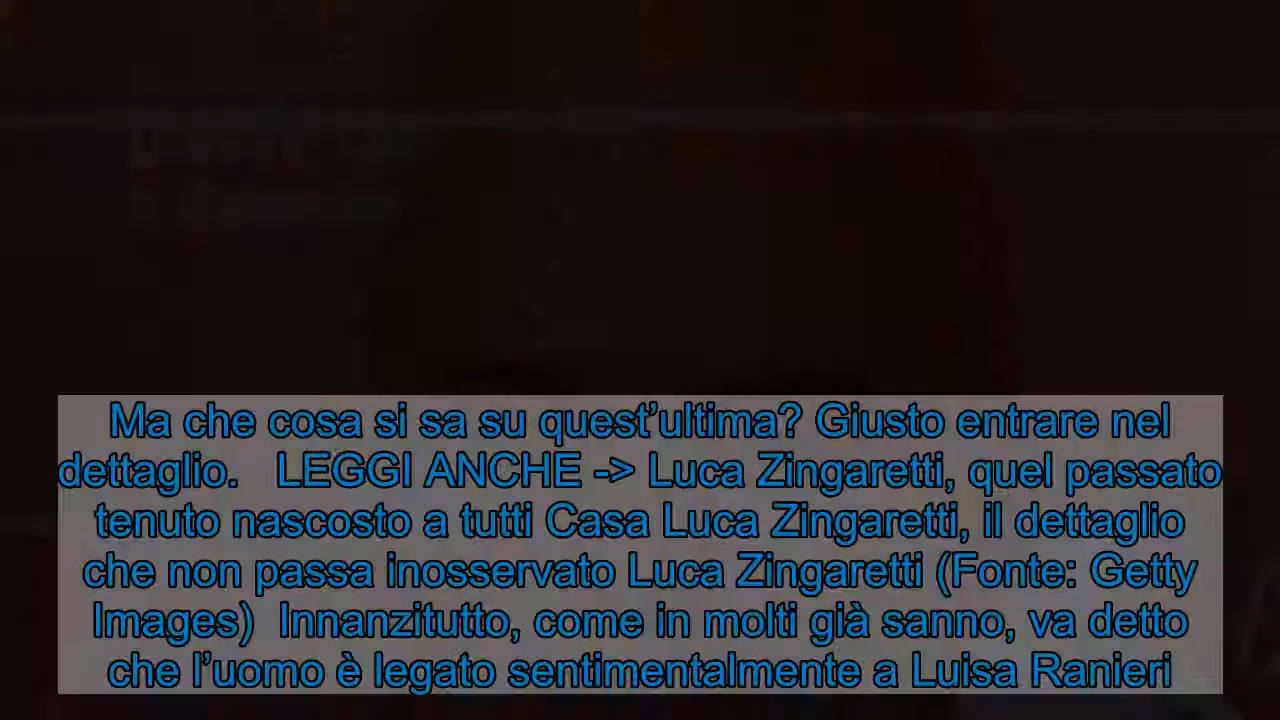 Ma che cosa si sa su quest’ultima? Giusto entrare nel
dettaglio.   LEGGI ANCHE -> Luca Zingaretti, quel passato
tenuto nascosto a tutti Casa Luca Zingaretti, il dettaglio
che non passa inosservato Luca Zingaretti (Fonte: Getty
Images)  Innanzitutto, come in molti già sanno, va detto
che l’uomo è legato sentimentalmente a Luisa Ranieri